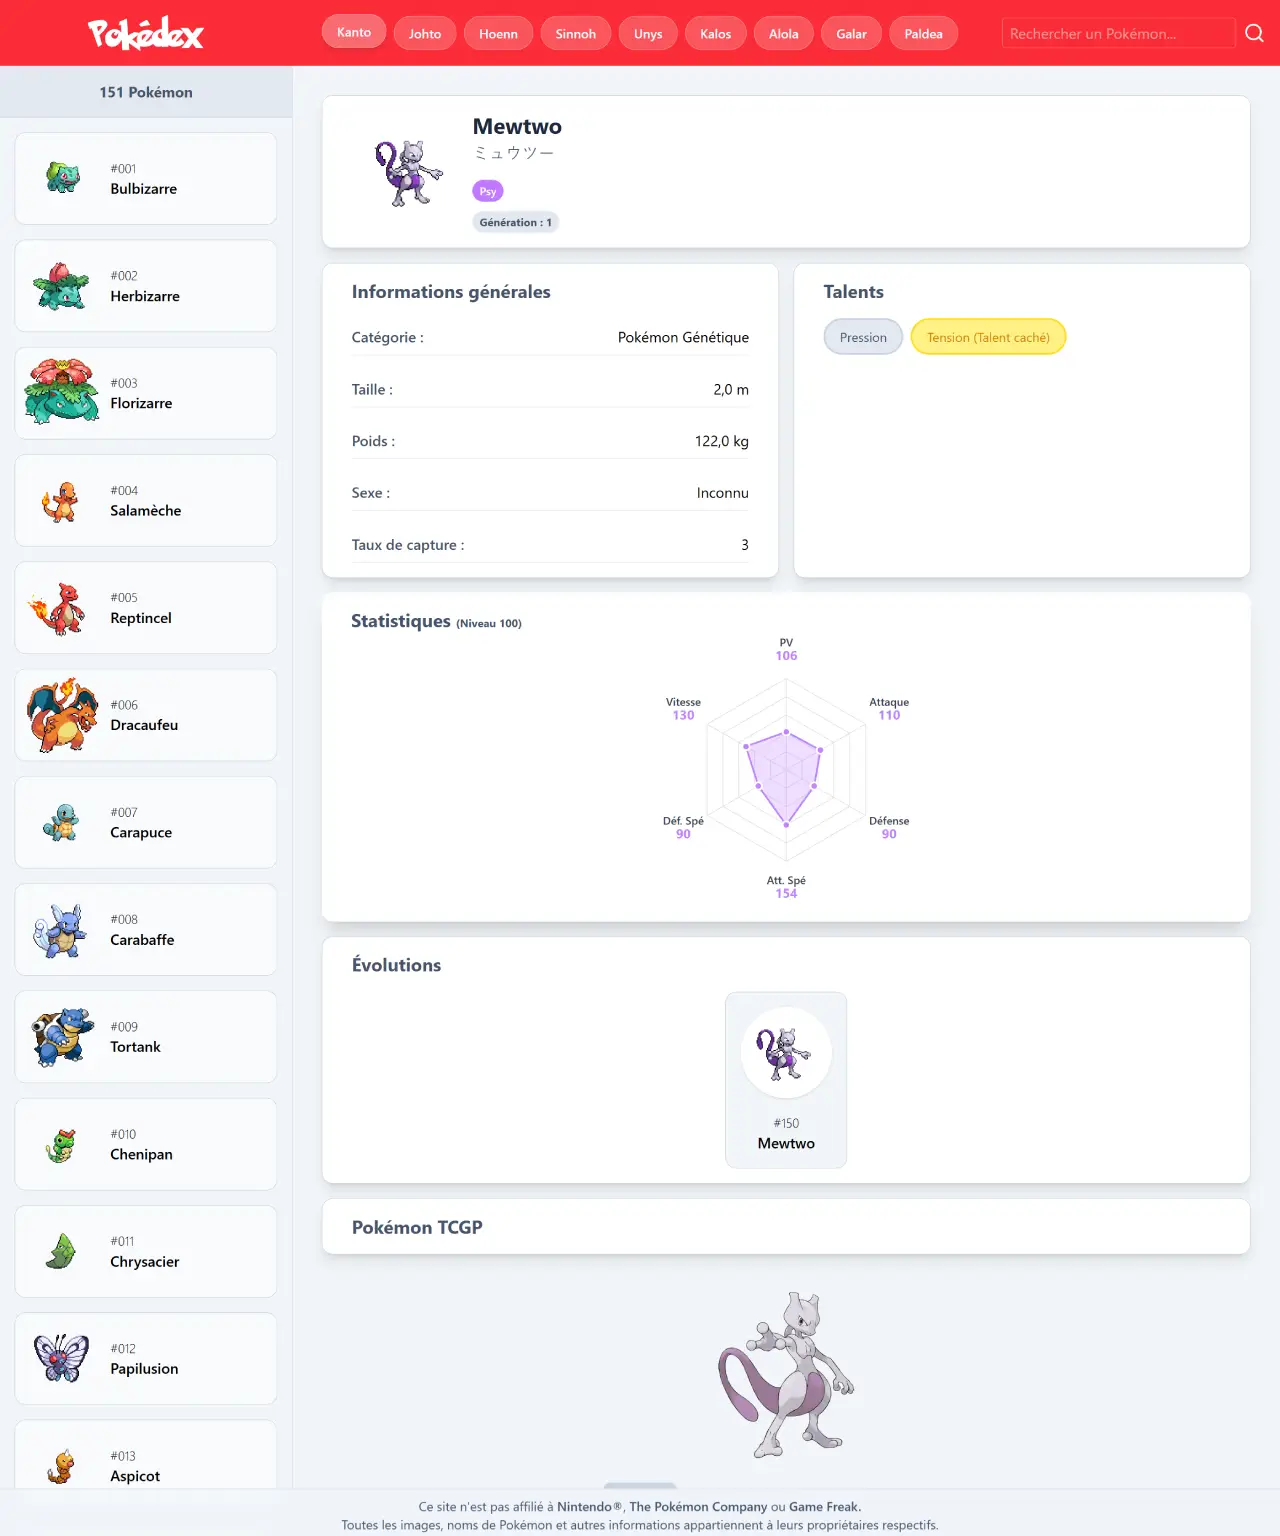 Pokédex
Kanto
Johto
Hoenn
Sinnoh
Unys
Kalos
Alola
Galar
Paldea
Rechercher un Pokémon...
151 Pokémon
#001
Bulbizarre
#002
Herbizarre
#003
Florizarre
#004
Salamèche
#005
Reptincel
#006
Dracaufeu
#007
Carapuce
#008
Carabaffe
#009
Tortank
#010
Chenipan
#011
Chrysacier
#012
Papilusion
#013
Aspicot
Mewtwo
ミュウツー
Psy
Génération : 1
Informations générales
Catégorie : Pokémon Génétique
Taille : 2,0 m
Poids : 122,0 kg
Sexe : Inconnu
Taux de capture : 3
Talents
Pression
Tension (Talent caché)
Statistiques (Niveau 100)
PV
106
Vitesse
130
Attaque
110
Déf. Spé
90
Défense
90
Att. Spé
154
Évolutions
#150
Mewtwo
Pokémon TCGP
Ce site n'est pas affilié à Nintendo®, The Pokémon Company ou Game Freak.
Toutes les images, noms de Pokémon et autres informations appartiennent à leurs propriétaires respectifs.